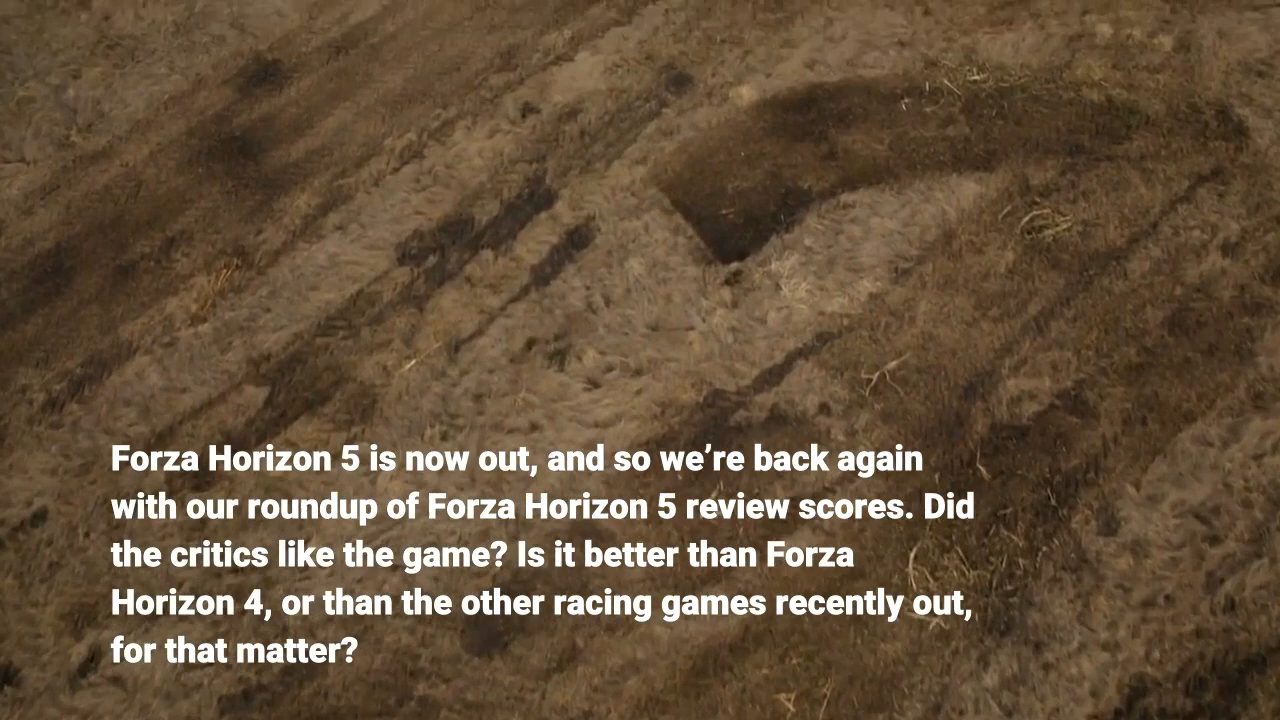 Forza Horizon 5 is now out, and so we’re back again
with our roundup of Forza Horizon 5 review scores. Did
the critics like the game? Is it better than Forza
Horizon 4, or than the other racing games recently out,
for that matter?